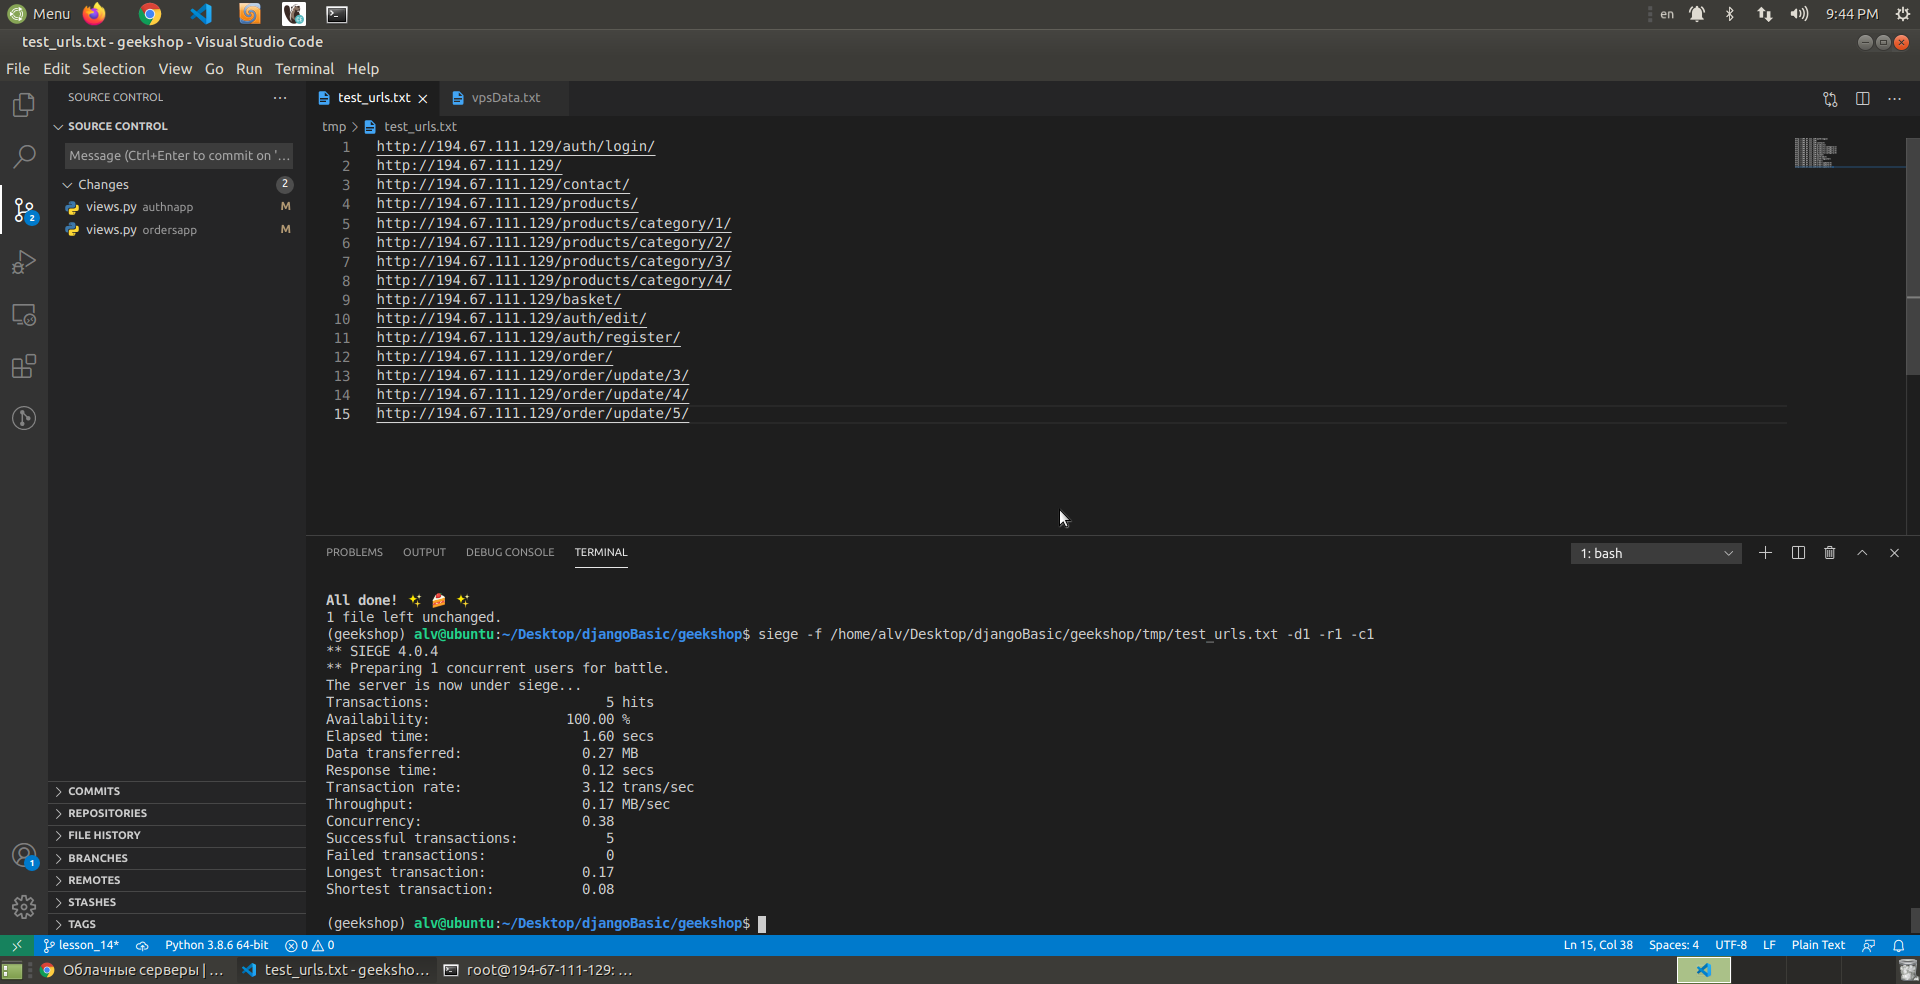 Menu
en
9:44 PM
test_urls.txt - geekshop - Visual Studio Code
File Edit Selection View Go Run Terminal Help
SOURCE CONTROL
SOURCE CONTROL
Message (Ctrl+Enter to commit on '...
Changes 2
views.py authnapp M
views.py ordersapp M
2
1
COMMITS
REPOSITORIES
FILE HISTORY
BRANCHES
REMOTES
STASHES
TAGS
test_urls.txt
vpsData.txt
tmp > test_urls.txt
1 http://194.67.111.129/auth/login/
2 http://194.67.111.129/
3 http://194.67.111.129/contact/
4 http://194.67.111.129/products/
5 http://194.67.111.129/products/category/1/
6 http://194.67.111.129/products/category/2/
7 http://194.67.111.129/products/category/3/
8 http://194.67.111.129/products/category/4/
9 http://194.67.111.129/basket/
10 http://194.67.111.129/auth/edit/
11 http://194.67.111.129/auth/register/
12 http://194.67.111.129/order/
13 http://194.67.111.129/order/update/3/
14 http://194.67.111.129/order/update/4/
15 http://194.67.111.129/order/update/5/
PROBLEMS OUTPUT DEBUG CONSOLE TERMINAL
1: bash
All done! ✨ 🍰 ✨
1 file left unchanged.
(geekshop) alv@ubuntu:~/Desktop/djangoBasic/geekshop$ siege -f /home/alv/Desktop/djangoBasic/geekshop/tmp/test_urls.txt -d1 -r1 -c1
** SIEGE 4.0.4
** Preparing 1 concurrent users for battle.
The server is now under siege...
Transactions: 5 hits
Availability: 100.00 %
Elapsed time: 1.60 secs
Data transferred: 0.27 MB
Response time: 0.12 secs
Transaction rate: 3.12 trans/sec
Throughput: 0.17 MB/sec
Concurrency: 0.38
Successful transactions: 5
Failed transactions: 0
Longest transaction: 0.17
Shortest transaction: 0.08
(geekshop) alv@ubuntu:~/Desktop/djangoBasic/geekshop$
lesson_14* Python 3.8.6 64-bit 0 0
Ln 15, Col 38 Spaces: 4 UTF-8 LF Plain Text
Облачные серверы | ...
test_urls.txt - geeksho...
root@194-67-111-129: ...